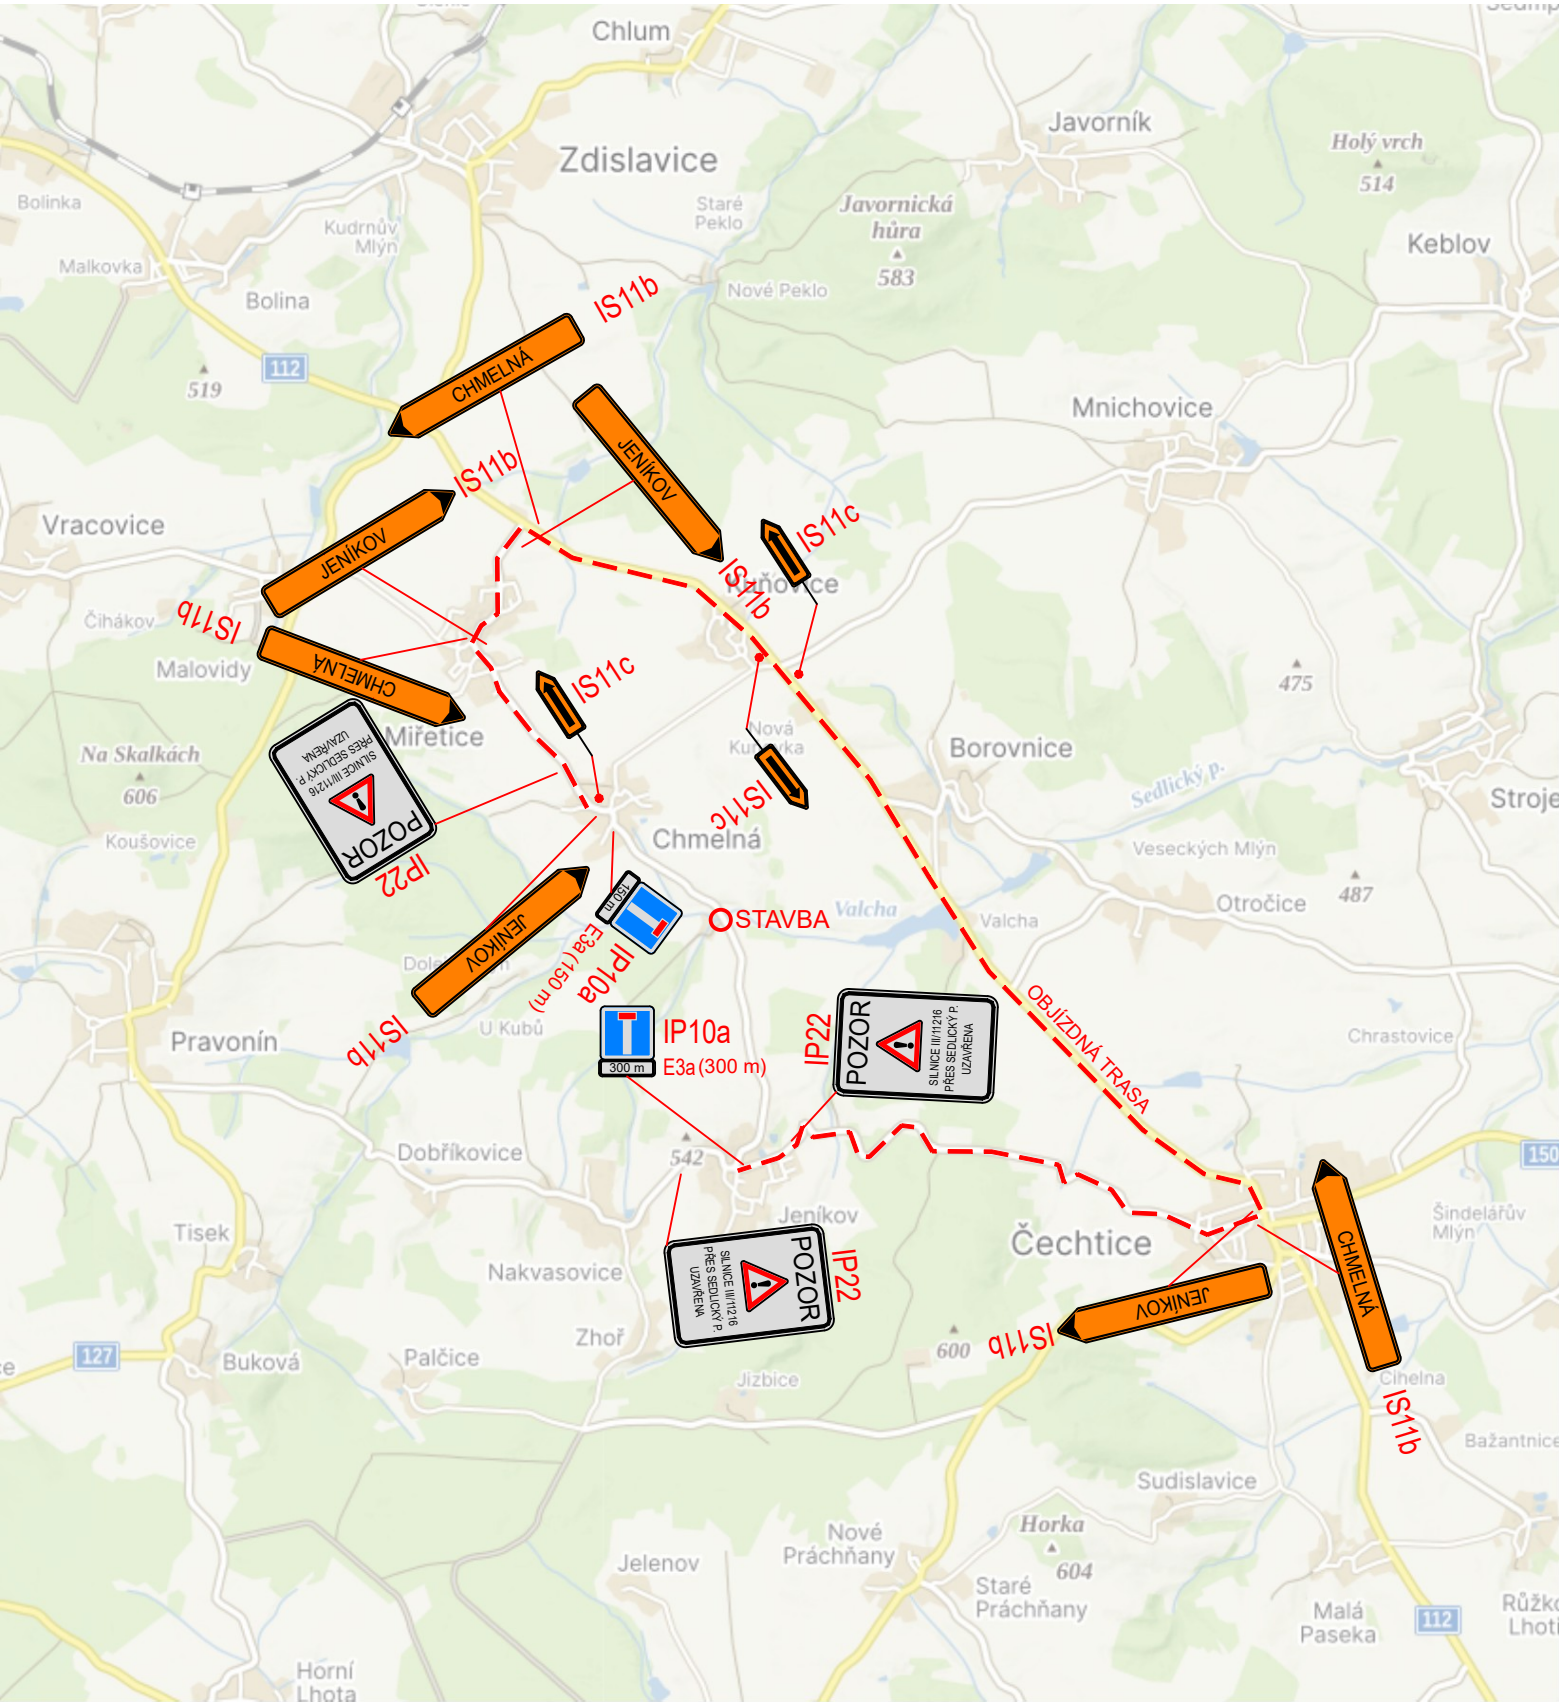 Chlum
Javorník
Holý vrch
514
Zdislavice
Bolinka
Staré
Peklo
Javornická
hůra
583
Kudrnův
Mlýn
Keblov
Malkovka
Bolina
Nové Peklo
IS11b
CHMELNÁ
112
519
Mnichovice
JENÍKOV
IS11b
IS11b
JENÍKOV
Vracovice
IS11c
Kuňovice
IS11b
Čihákov
Malovidy
CHMELNÁ
IS11c
475
Miřetice
Nová
IS11c
Borovnice
Na Skalkách
606
Sedlický p.
POZOR
SILNICE III/11216
PŘES SEDLICKÝ P.
UZAVŘENA
IP22
Koušovice
Chmelná
Veseckých Mlýn
487
Otročice
150 m
IP10a
E3a (150 m)
STAVBA
Valcha
Valcha
JENÍKOV
IS11b
U Kubů
Pravonín
300 m
IP10a
E3a (300 m)
IP22
POZOR
SILNICE III/11216
PŘES SEDLICKÝ P.
UZAVŘENA
OBJÍZDNÁ TRASA
Chrastovice
Dobříkovice
542
150
Jeníkov
Tisek
Čechtice
Šindelářův
Mlýn
Nakvasovice
POZOR
SILNICE III/11216
PŘES SEDLICKÝ P.
UZAVŘENA
IP22
CHMELNÁ
IS11b
JENÍKOV
IS11b
Zhoř
600
127
Buková
Palčice
Jizbice
Cihelna
Bažantnice
Sudislavice
Horka
604
Nové
Práchňany
Jelenov
Staré
Práchňany
Malá
Paseka
112
Horní
Lhota